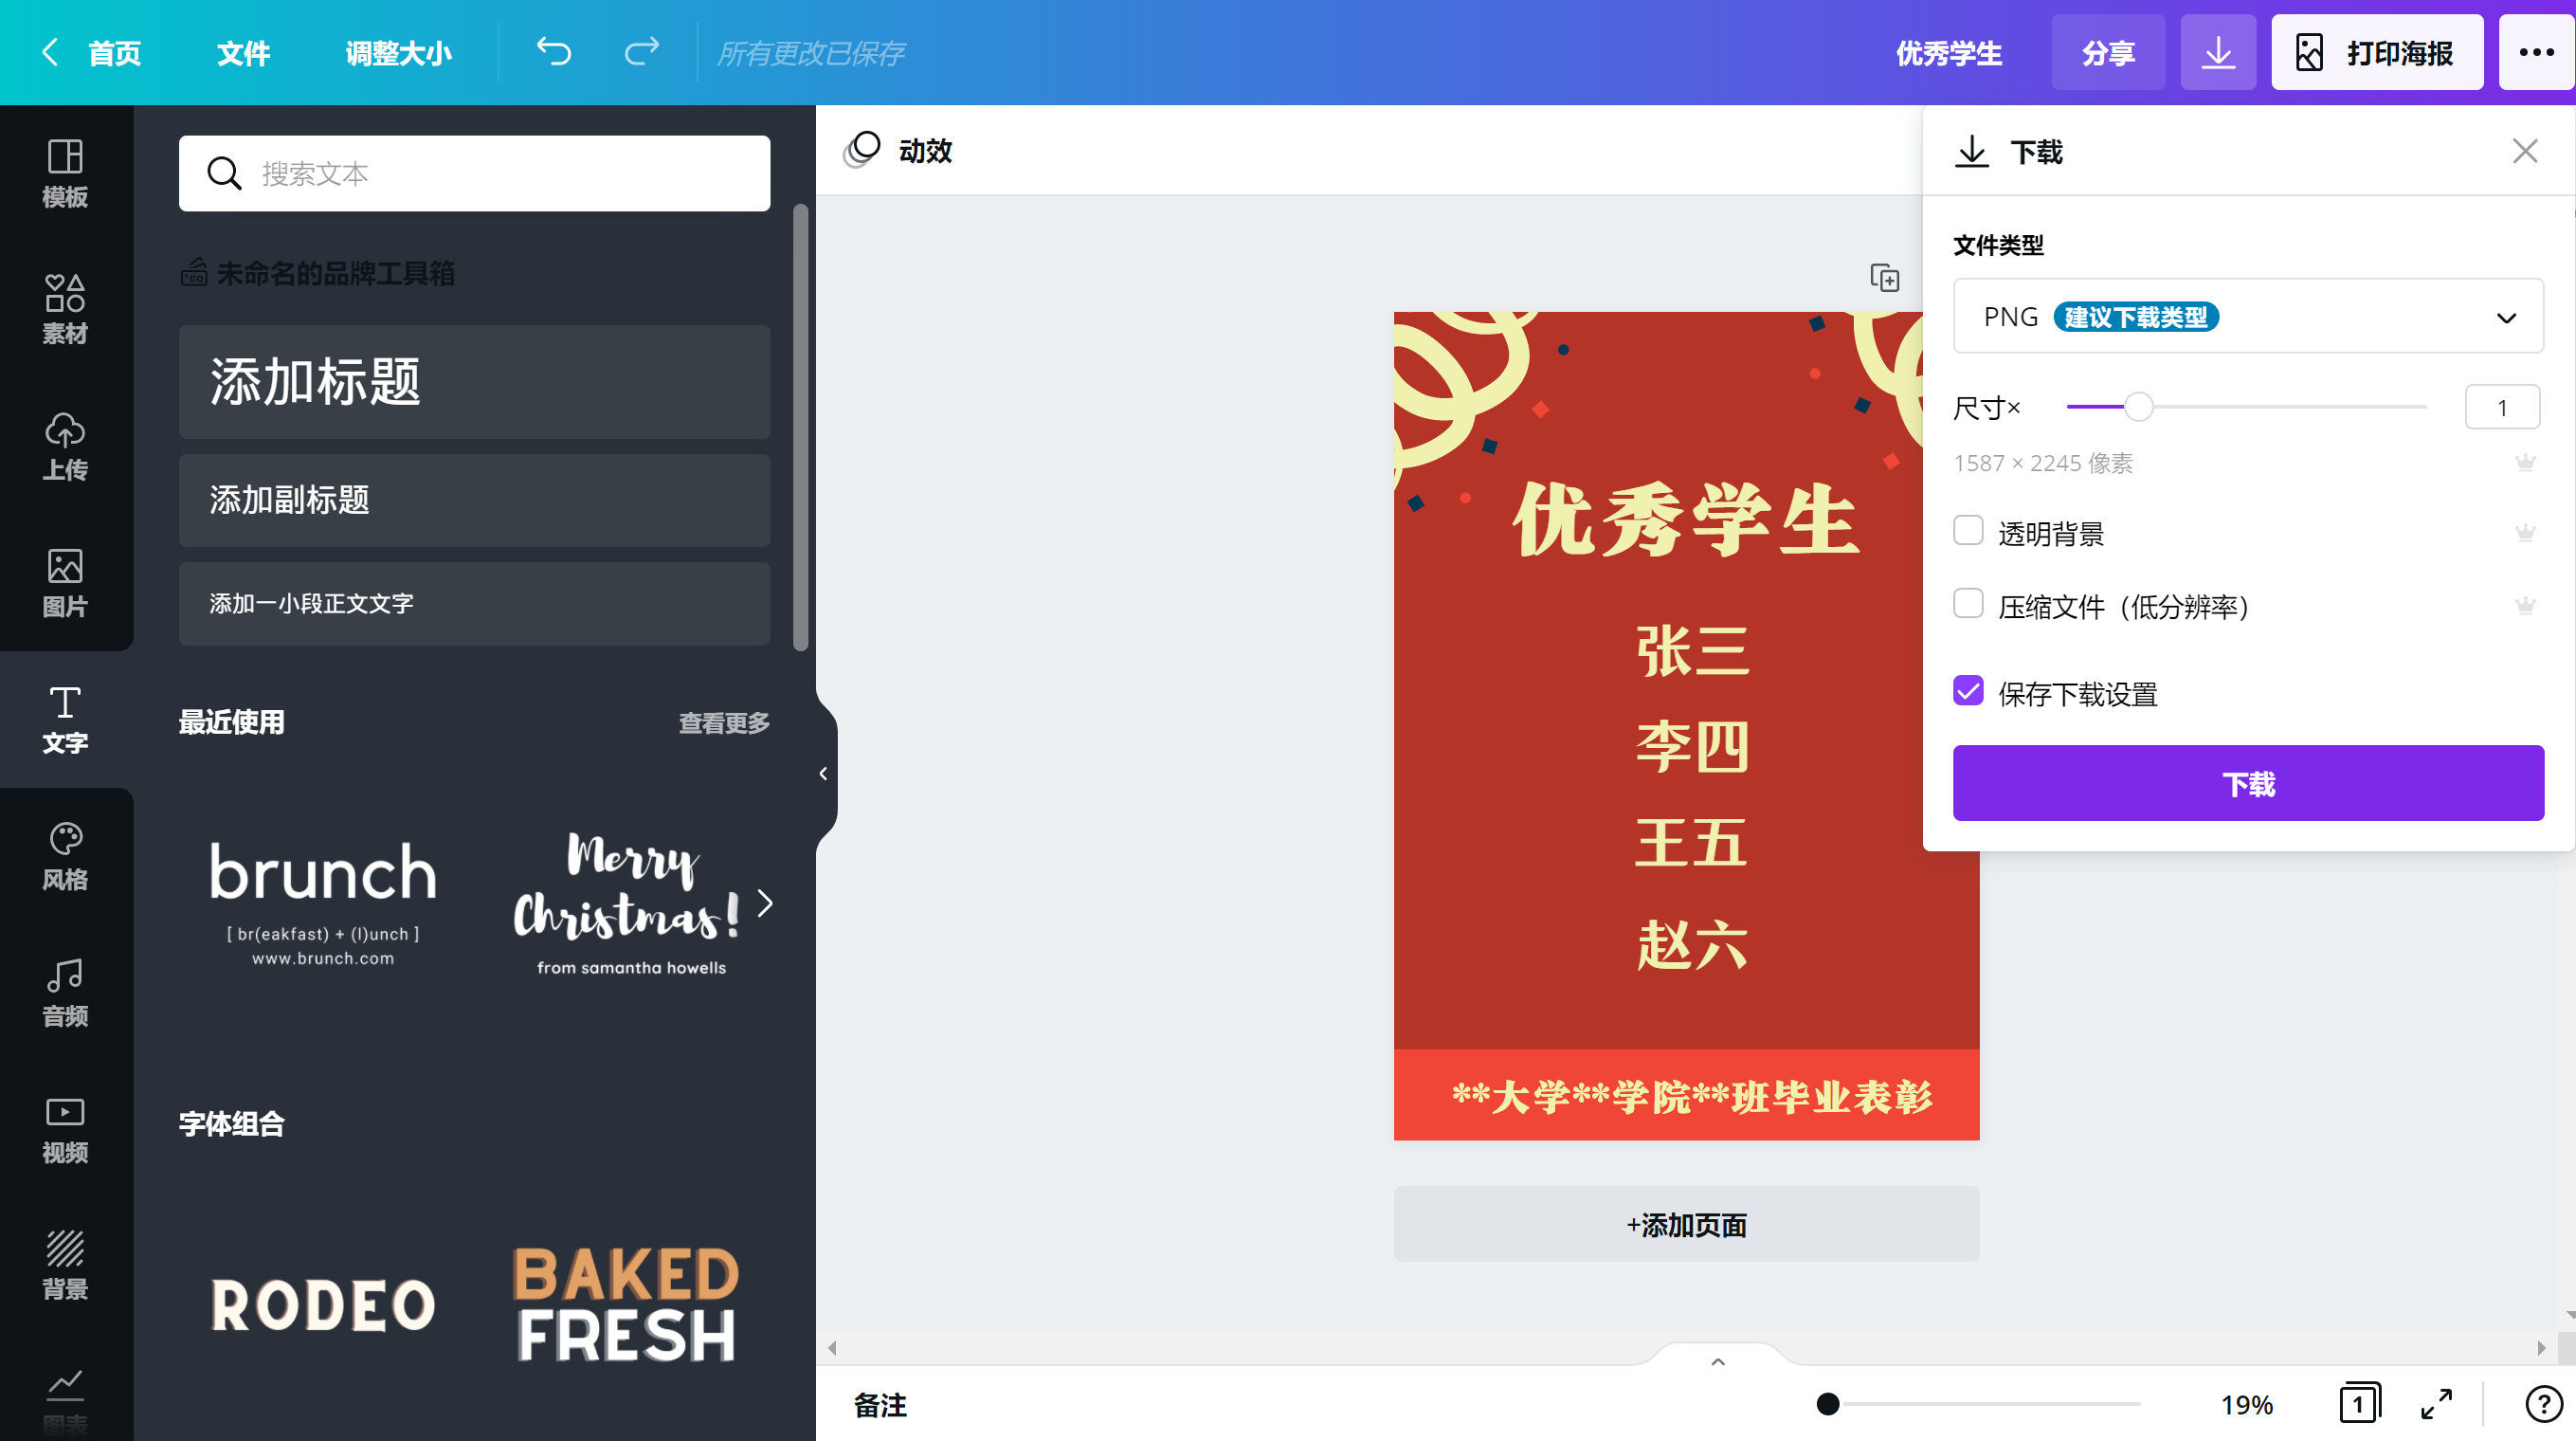 首页
文件
调整大小
所有更改已保存
优秀学生
分享
打印海报
模板
素材
上传
图片
文字
风格
音频
视频
背景
图表
搜索文本
CO 未命名的品牌工具箱
添加标题
添加副标题
添加一小段正文文字
最近使用
查看更多
brunch
[ br(eakfast) + (l)unch ]
www.brunch.com
Merry
Christmas!
from samantha howells
字体组合
RODEO
BAKED
FRESH
动效
优秀学生
张三
李四
王五
赵六
**大学**学院**班毕业表彰
+添加页面
下载
文件类型
PNG 建议下载类型
尺寸×
1
1587 × 2245 像素
透明背景
压缩文件（低分辨率）
保存下载设置
下载
备注
19%
1
?